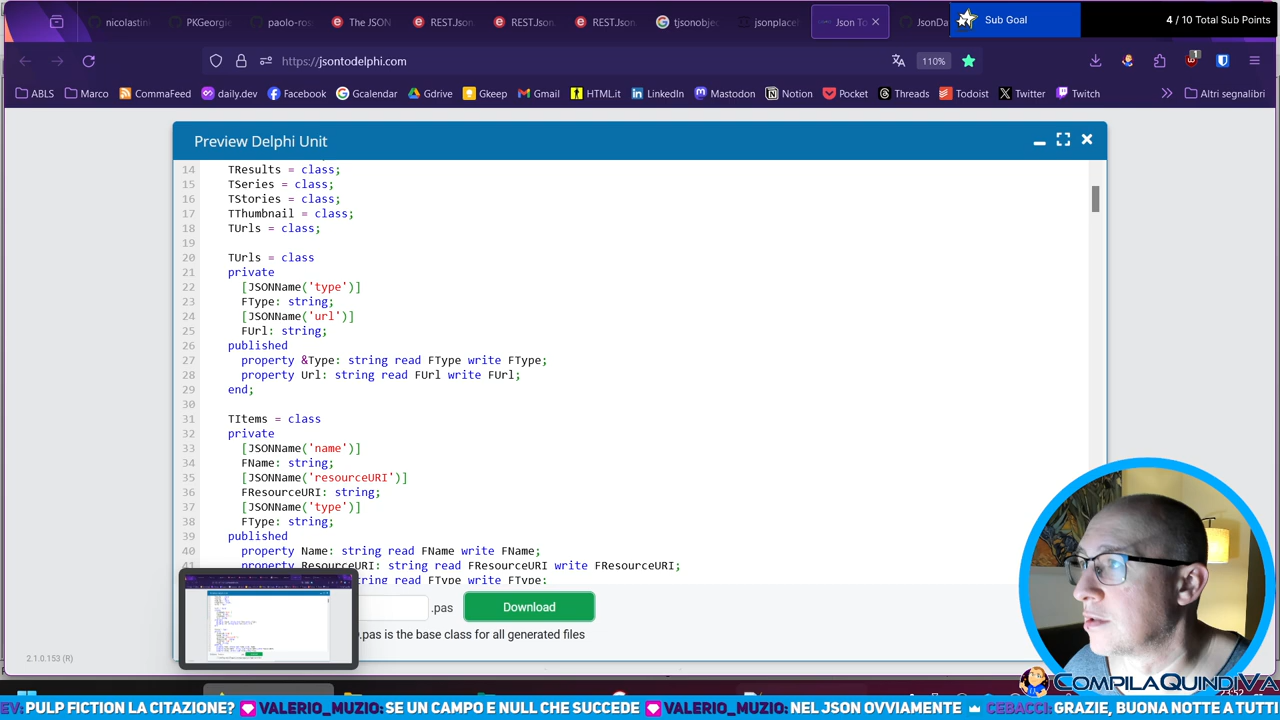 nicolastin
PKGeorgie
paolo-ros
The JSON
REST.Json
REST.Json
REST.Json
tjsonobjec
jsonplacet
Json To
JsonDa
Sub Goal
4 / 10 Total Sub Points
https://jsontodelphi.com
110%
1
ABLS
Marco
CommaFeed
daily.dev
Facebook
Gcalendar
Gdrive
Gkeep
Gmail
HTML.it
LinkedIn
Mastodon
Notion
Pocket
Threads
Todoist
Twitter
Twitch
Altri segnalibri
Preview Delphi Unit
14 TResults = class;
15 TSeries = class;
16 TStories = class;
17 TThumbnail = class;
18 TUrls = class;
19
20 TUrls = class
21 private
22 [JSONName('type')]
23 FType: string;
24 [JSONName('url')]
25 FUrl: string;
26 published
27 property &Type: string read FType write FType;
28 property Url: string read FUrl write FUrl;
29 end;
30
31 TItems = class
32 private
33 [JSONName('name')]
34 FName: string;
35 [JSONName('resourceURI')]
36 FResourceURI: string;
37 [JSONName('type')]
38 FType: string;
39 published
40 property Name: string read FName write FName;
41 property ResourceURI: string read FResourceURI write FResourceURI;
string read FType write FType;
.pas
Download
.pas is the base class for all generated files
2.1.0.153 (R)
CompilaQuindiVa
EV: PULP FICTION LA CITAZIONE? VALERIO_MUZIO: SE UN CAMPO E NULL CHE SUCCEDE VALERIO_MUZIO: NEL JSON OVVIAMENTE CEBACCI: GRAZIE, BUONA NOTTE A TUTTI